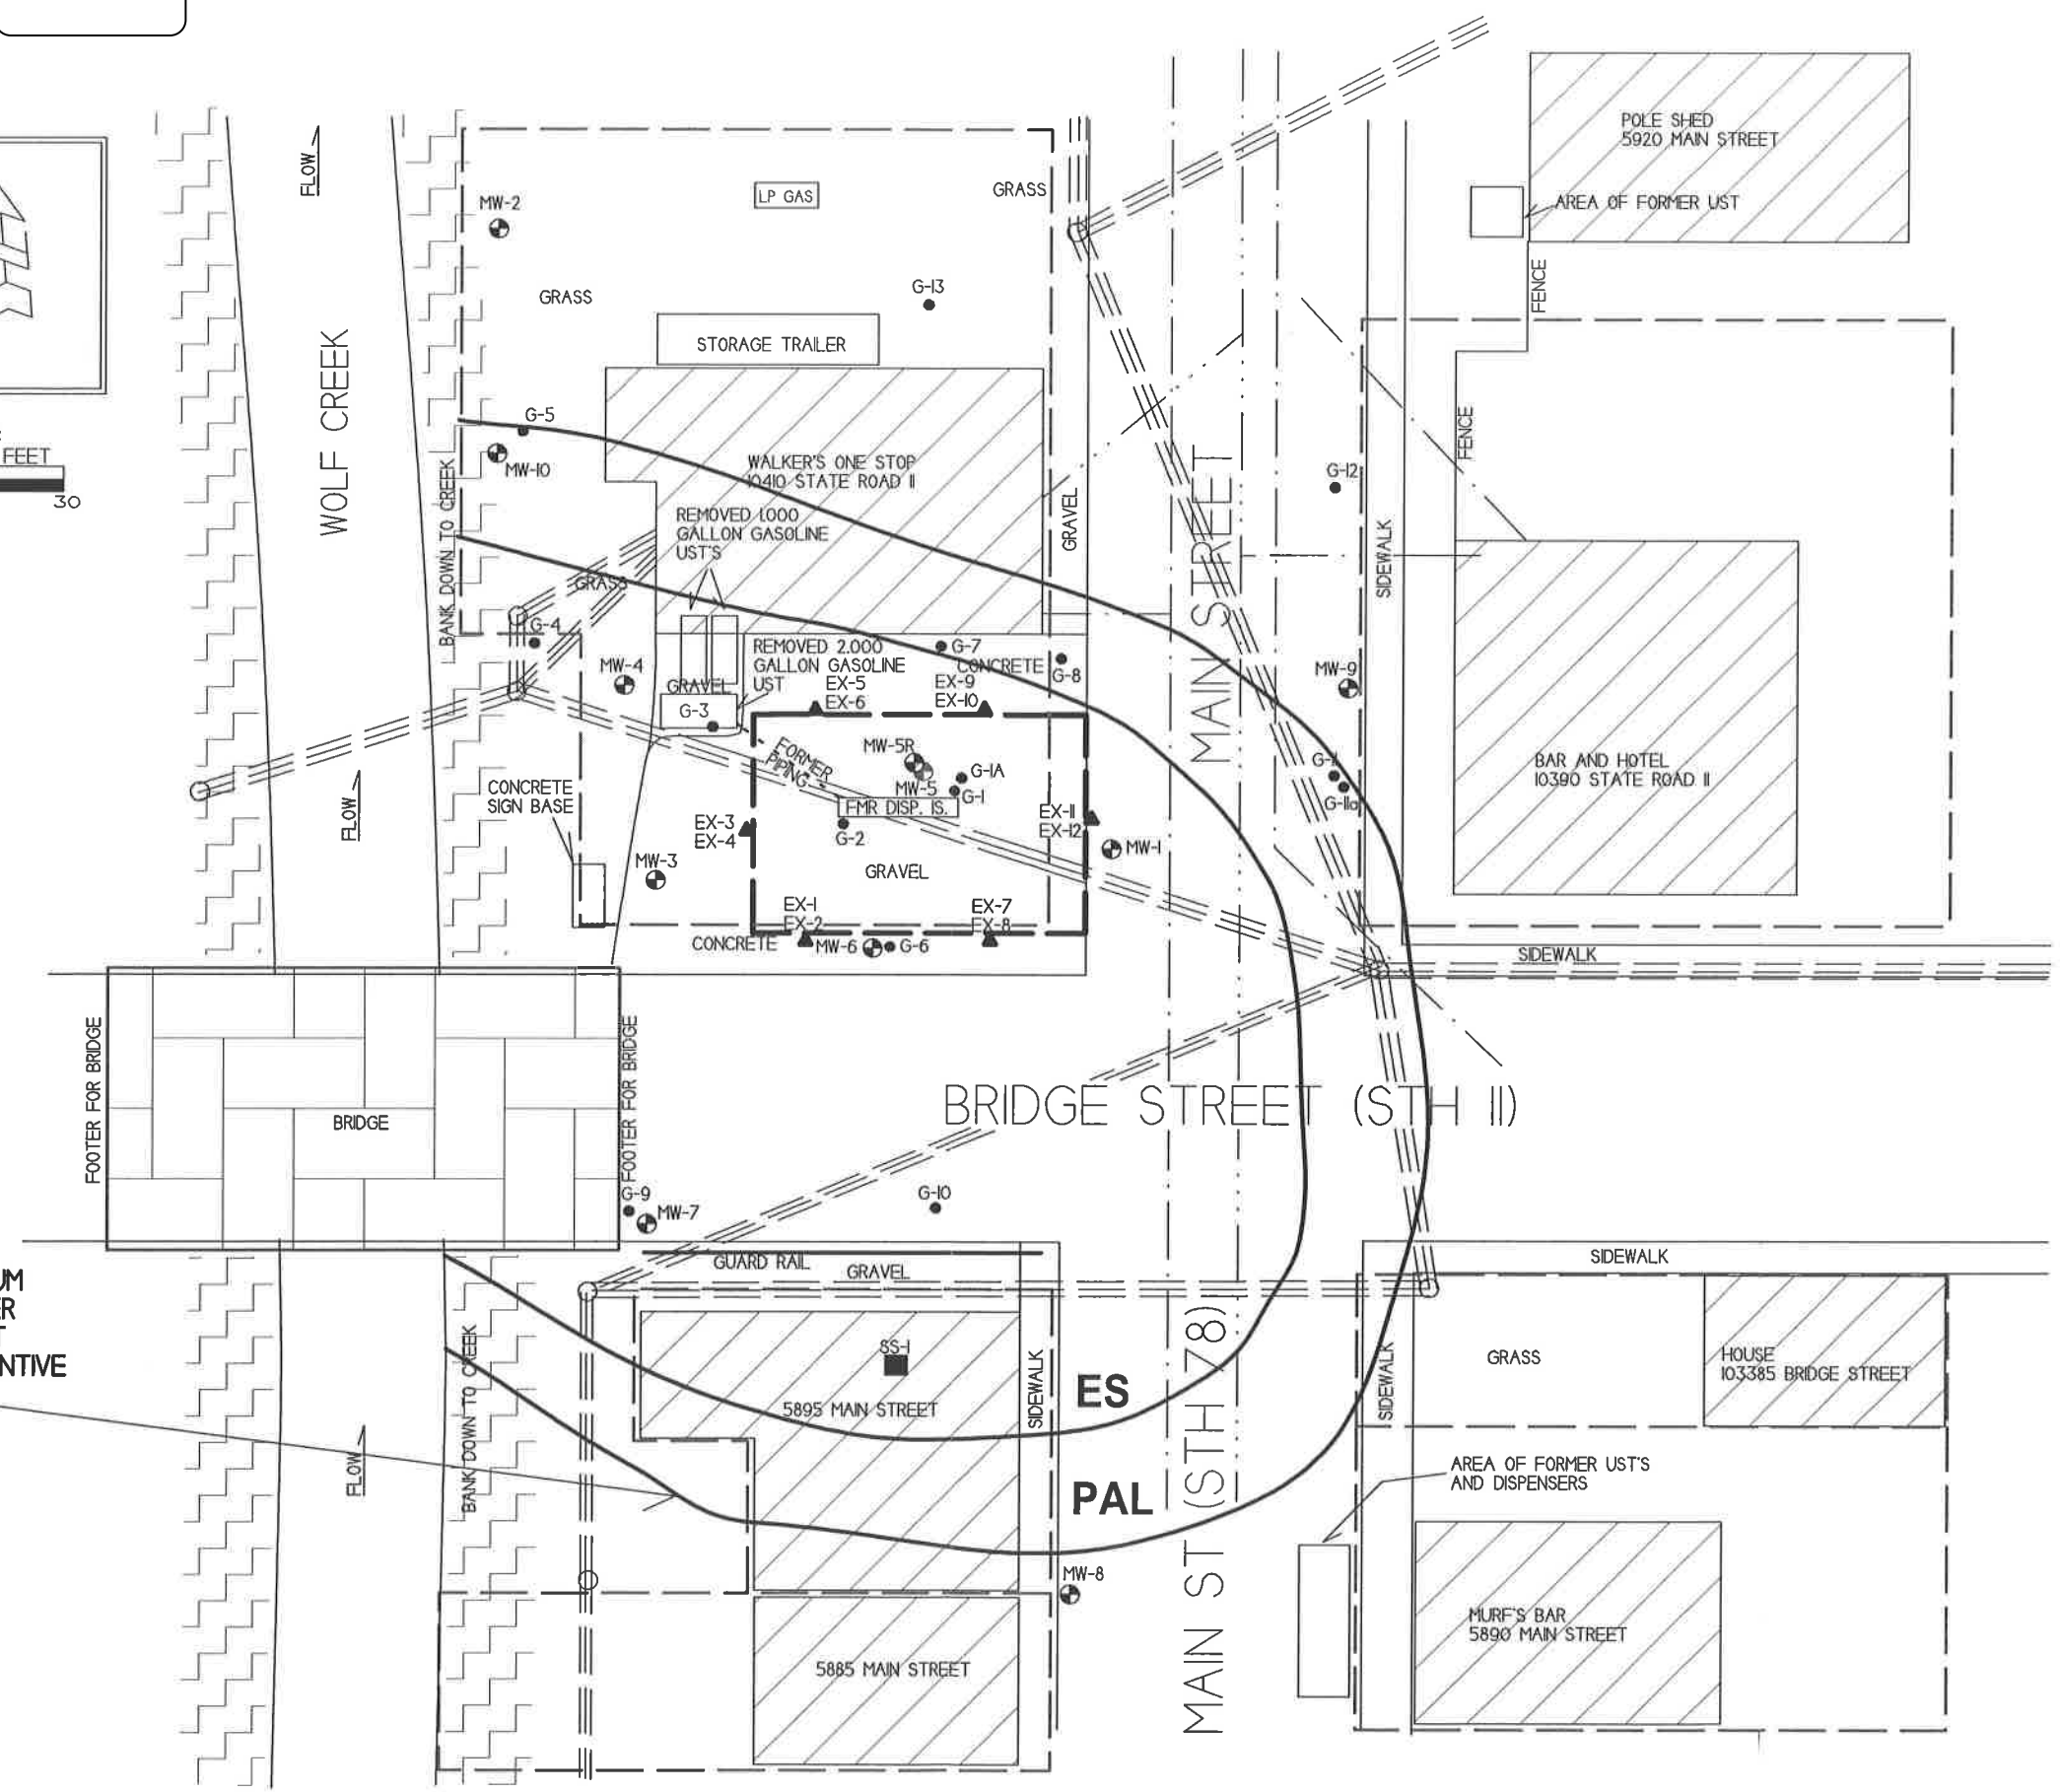 POLE SHED
5920 MAIN STREET
FLOW
LP GAS
GRASS
MW-2
AREA OF FORMER UST
FENCE
GRASS
G-13
STORAGE TRAILER
WOLF CREEK
G-5
FEET
30
MW-10
BANK DOWN TO CREEK
WALKER'S ONE STOP
10410 STATE ROAD 11
REMOVED 1,000
GALLON GASOLINE
UST'S
GRAVEL
MAIN STREET
G-12
FENCE
SIDEWALK
GRASS
G-4
MW-4
REMOVED 2,000
GALLON GASOLINE
UST
GRAVEL
G-3
G-7
CONCRETE
G-8
EX-5
EX-6
EX-9
EX-10
MW-9
FORMER
PIPING
MW-5R
MW-5
G-1A
G-1
FMR DISP. IS.
G-2
G-11
G-11a
BAR AND HOTEL
10390 STATE ROAD 11
CONCRETE
SIGN BASE
FLOW
EX-3
EX-4
EX-11
EX-12
MW-1
MW-3
GRAVEL
EX-1
EX-2
EX-7
EX-8
CONCRETE
MW-6
G-6
SIDEWALK
FOOTER FOR BRIDGE
BRIDGE
FOOTER FOR BRIDGE
BRIDGE STREET (STH 11)
G-9
MW-7
G-10
GUARD RAIL
GRAVEL
SIDEWALK
UM
ER
T
NTIVE
BANK DOWN TO CREEK
FLOW
SS-1
5895 MAIN STREET
SIDEWALK
ES
PAL
MAIN ST (STH 78)
SIDEWALK
GRASS
HOUSE
103385 BRIDGE STREET
AREA OF FORMER UST'S
AND DISPENSERS
MW-8
MURF'S BAR
5890 MAIN STREET
5885 MAIN STREET